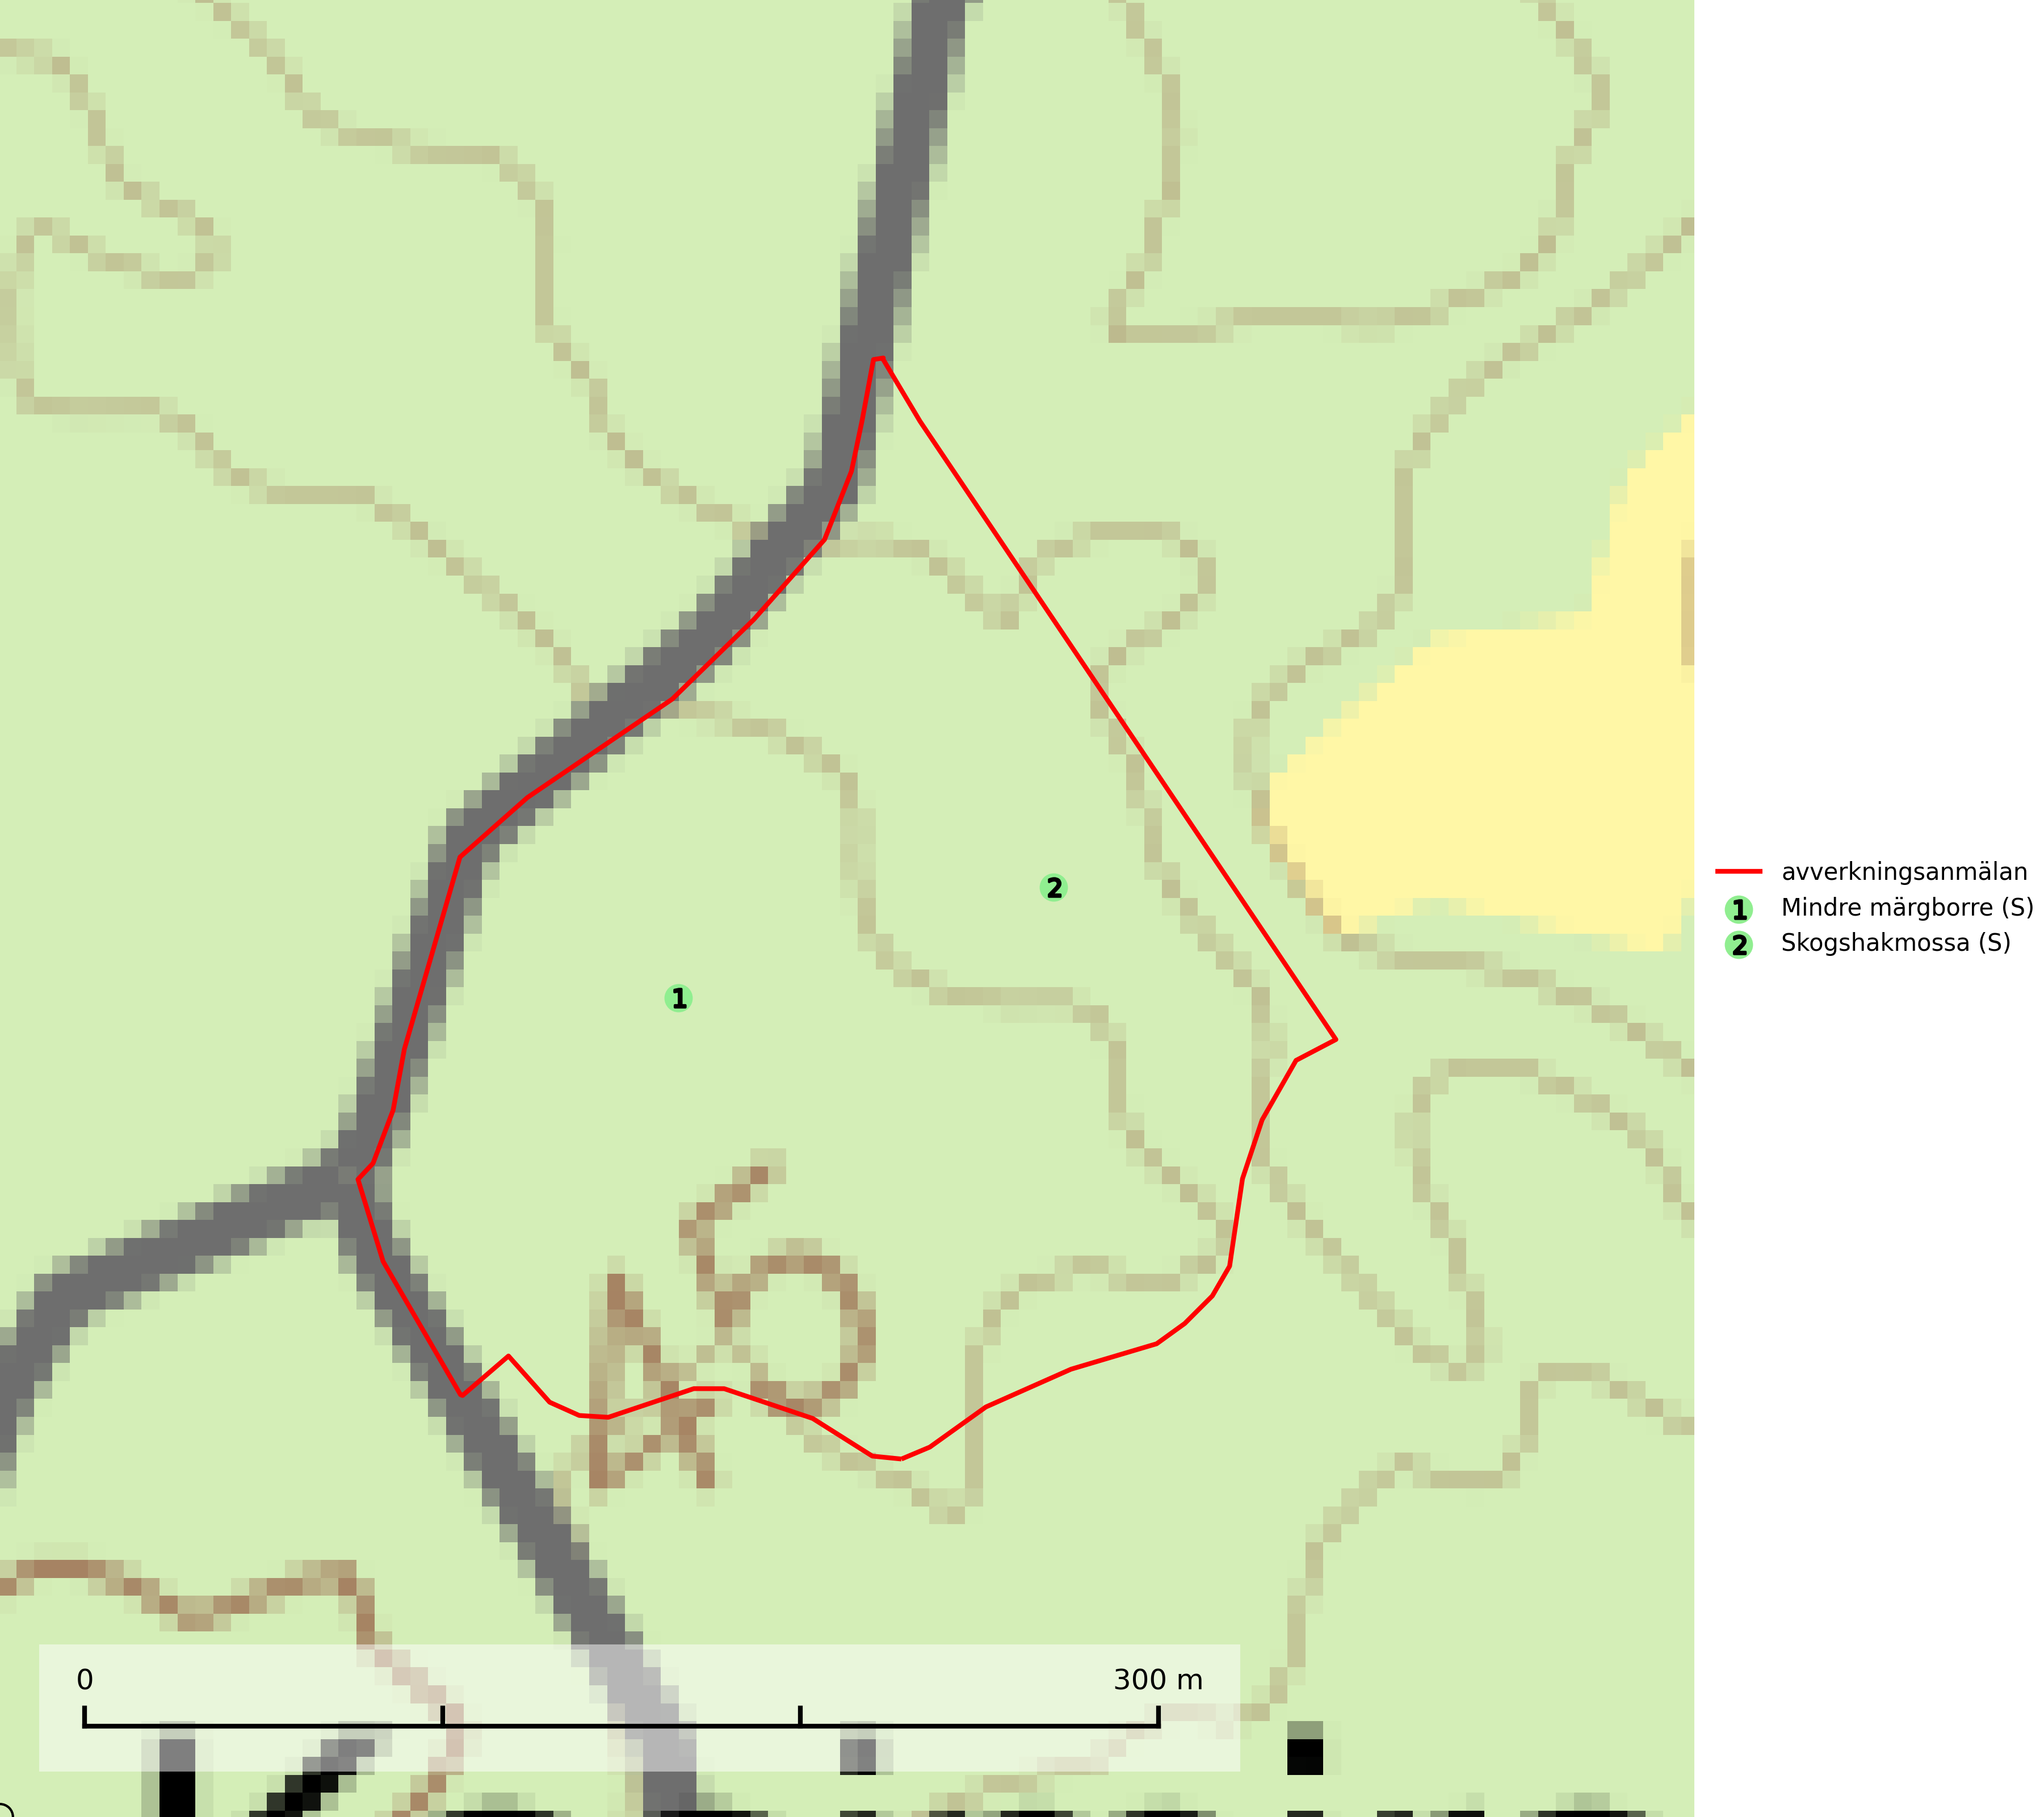 avverkningsanmälan
1 Mindre märgborre (S)
2 Skogshakmossa (S)
2
1
0 300 m